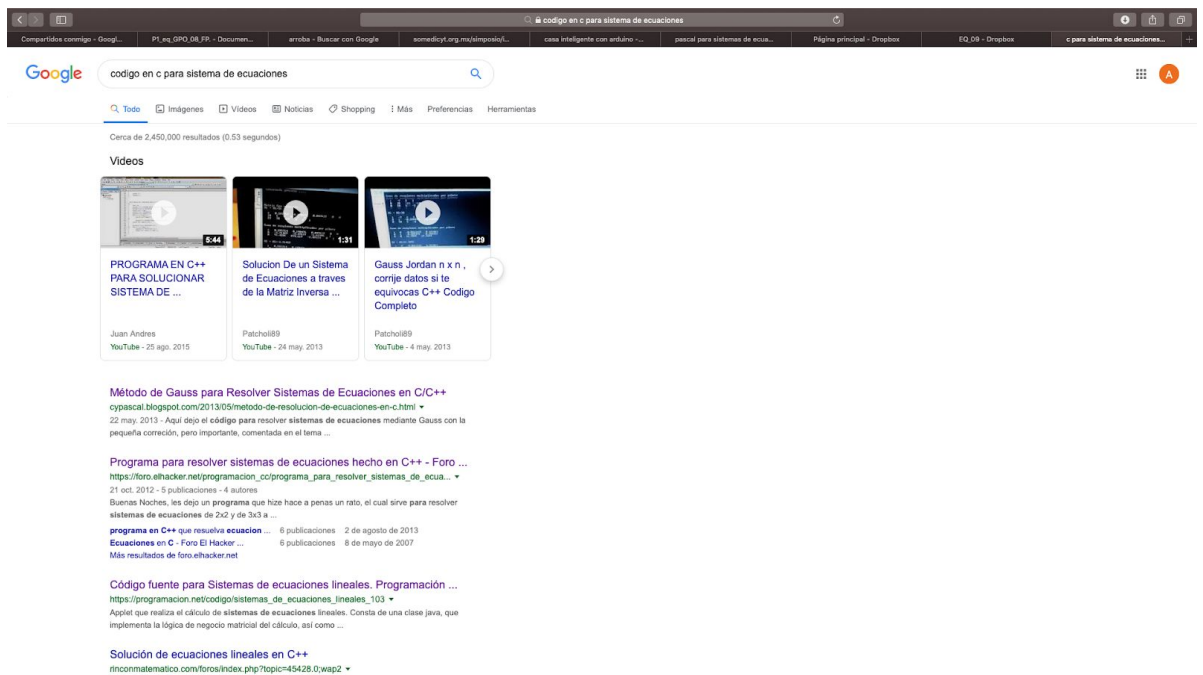 codigo en c para sistema de ecuaciones
Compartidos conmigo - Googl...
P1_eq_GPO_08_FP. - Documen...
arroba - Buscar con Google
somedicyt.org.mx/simposio/i...
casa inteligente con arduino -...
pascal para sistemas de ecua...
Página principal - Dropbox
EQ_09 - Dropbox
c para sistema de ecuaciones...
Google
codigo en c para sistema de ecuaciones
A
Todo Imágenes Vídeos Noticias Shopping Más Preferencias Herramientas
Cerca de 2,450,000 resultados (0.53 segundos)
Videos
5:44
PROGRAMA EN C++
PARA SOLUCIONAR
SISTEMA DE ...
Juan Andres
YouTube - 25 ago. 2015
1:31
Solucion De un Sistema
de Ecuaciones a traves
de la Matriz Inversa ...
Patcholi89
YouTube - 24 may. 2013
1:29
Gauss Jordan n x n ,
corrije datos si te
equivocas C++ Codigo
Completo
Patcholi89
YouTube - 4 may. 2013
Método de Gauss para Resolver Sistemas de Ecuaciones en C/C++
cypascal.blogspot.com/2013/05/metodo-de-resolucion-de-ecuaciones-en-c.html
22 may. 2013 - Aquí dejo el código para resolver sistemas de ecuaciones mediante Gauss con la
pequeña correción, pero importante, comentada en el tema ...
Programa para resolver sistemas de ecuaciones hecho en C++ - Foro ...
https://foro.elhacker.net/programacion_cc/programa_para_resolver_sistemas_de_ecua...
21 oct. 2012 - 5 publicaciones - 4 autores
Buenas Noches, les dejo un programa que hize hace a penas un rato, el cual sirve para resolver
sistemas de ecuaciones de 2x2 y de 3x3 a ...
programa en C++ que resuelva ecuacion ... 6 publicaciones 2 de agosto de 2013
Ecuaciones en C - Foro El Hacker ... 6 publicaciones 8 de mayo de 2007
Más resultados de foro.elhacker.net
Código fuente para Sistemas de ecuaciones lineales. Programación ...
https://programacion.net/codigo/sistemas_de_ecuaciones_lineales_103
Applet que realiza el cálculo de sistemas de ecuaciones lineales. Consta de una clase java, que
implementa la lógica de negocio matricial del cálculo, así como ...
Solución de ecuaciones lineales en C++
rinconmatematico.com/foros/index.php?topic=45428.0;wap2